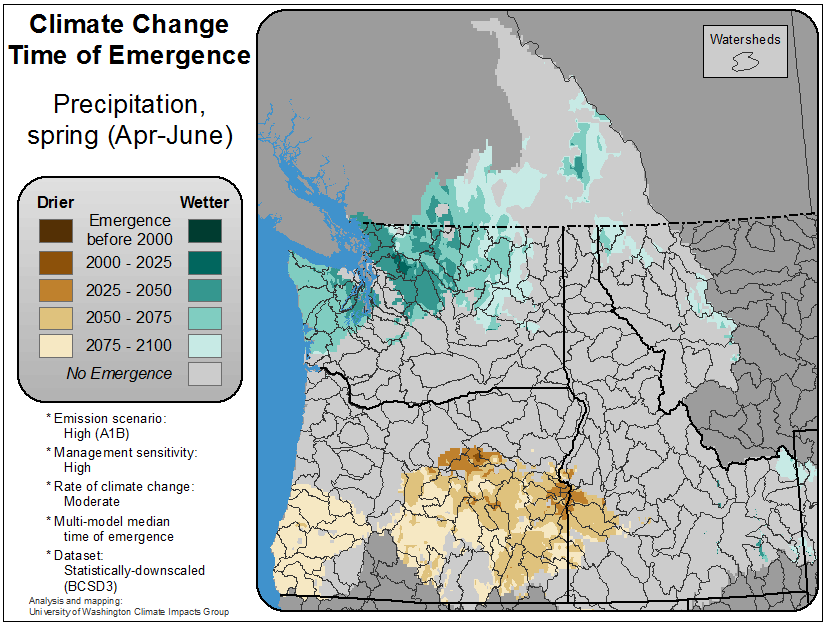 Climate Change
Time of Emergence
Precipitation,
spring (Apr-June)
Drier
Wetter
Emergence
before 2000
2000 - 2025
2025 - 2050
2050 - 2075
2075 - 2100
No Emergence
* Emission scenario:
High (A1B)
* Management sensitivity:
High
* Rate of climate change:
Moderate
* Multi-model median
time of emergence
* Dataset:
Statistically-downscaled
(BCSD3)
Analysis and mapping:
University of Washington Climate Impacts Group
Watersheds